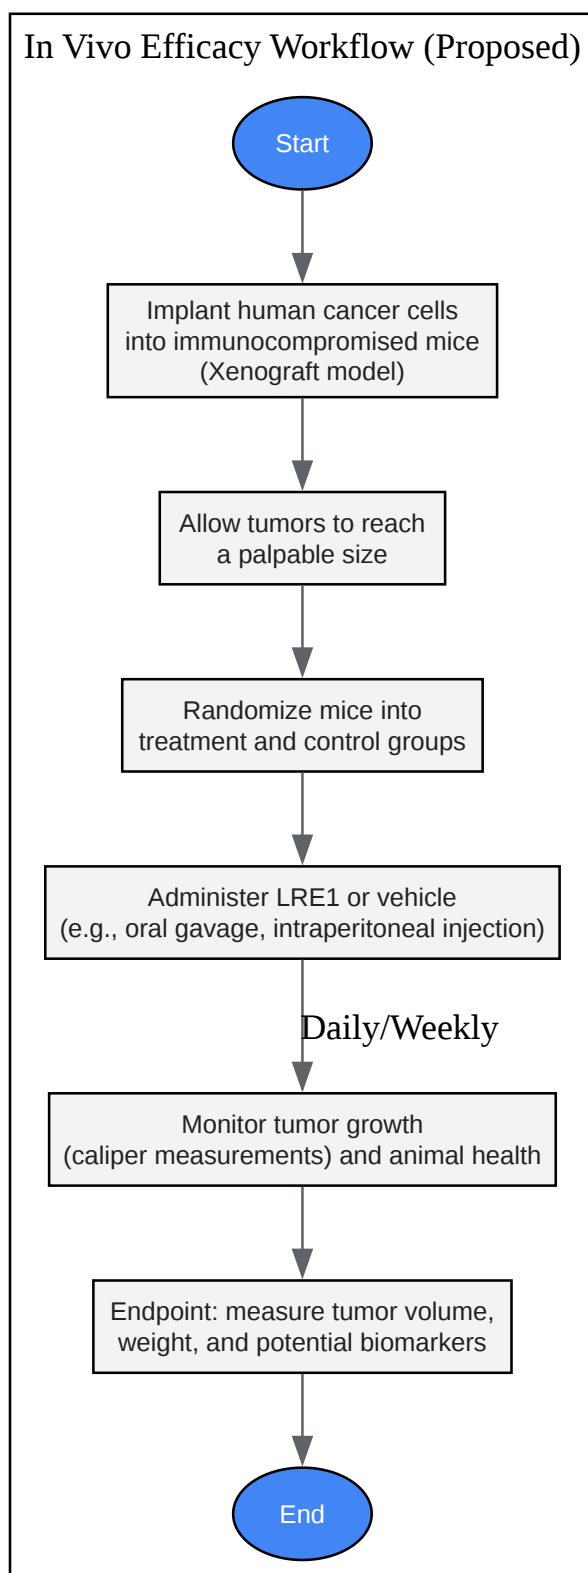 In Vivo Efficacy Workflow (Proposed)
Start
Implant human cancer cells
into immunocompromised mice
(Xenograft model)
Allow tumors to reach
a palpable size
Randomize mice into
treatment and control groups
Administer LRE1 or vehicle
(e.g., oral gavage, intraperitoneal injection)
Daily/Weekly
Monitor tumor growth
(caliper measurements) and animal health
Endpoint: measure tumor volume,
weight, and potential biomarkers
End